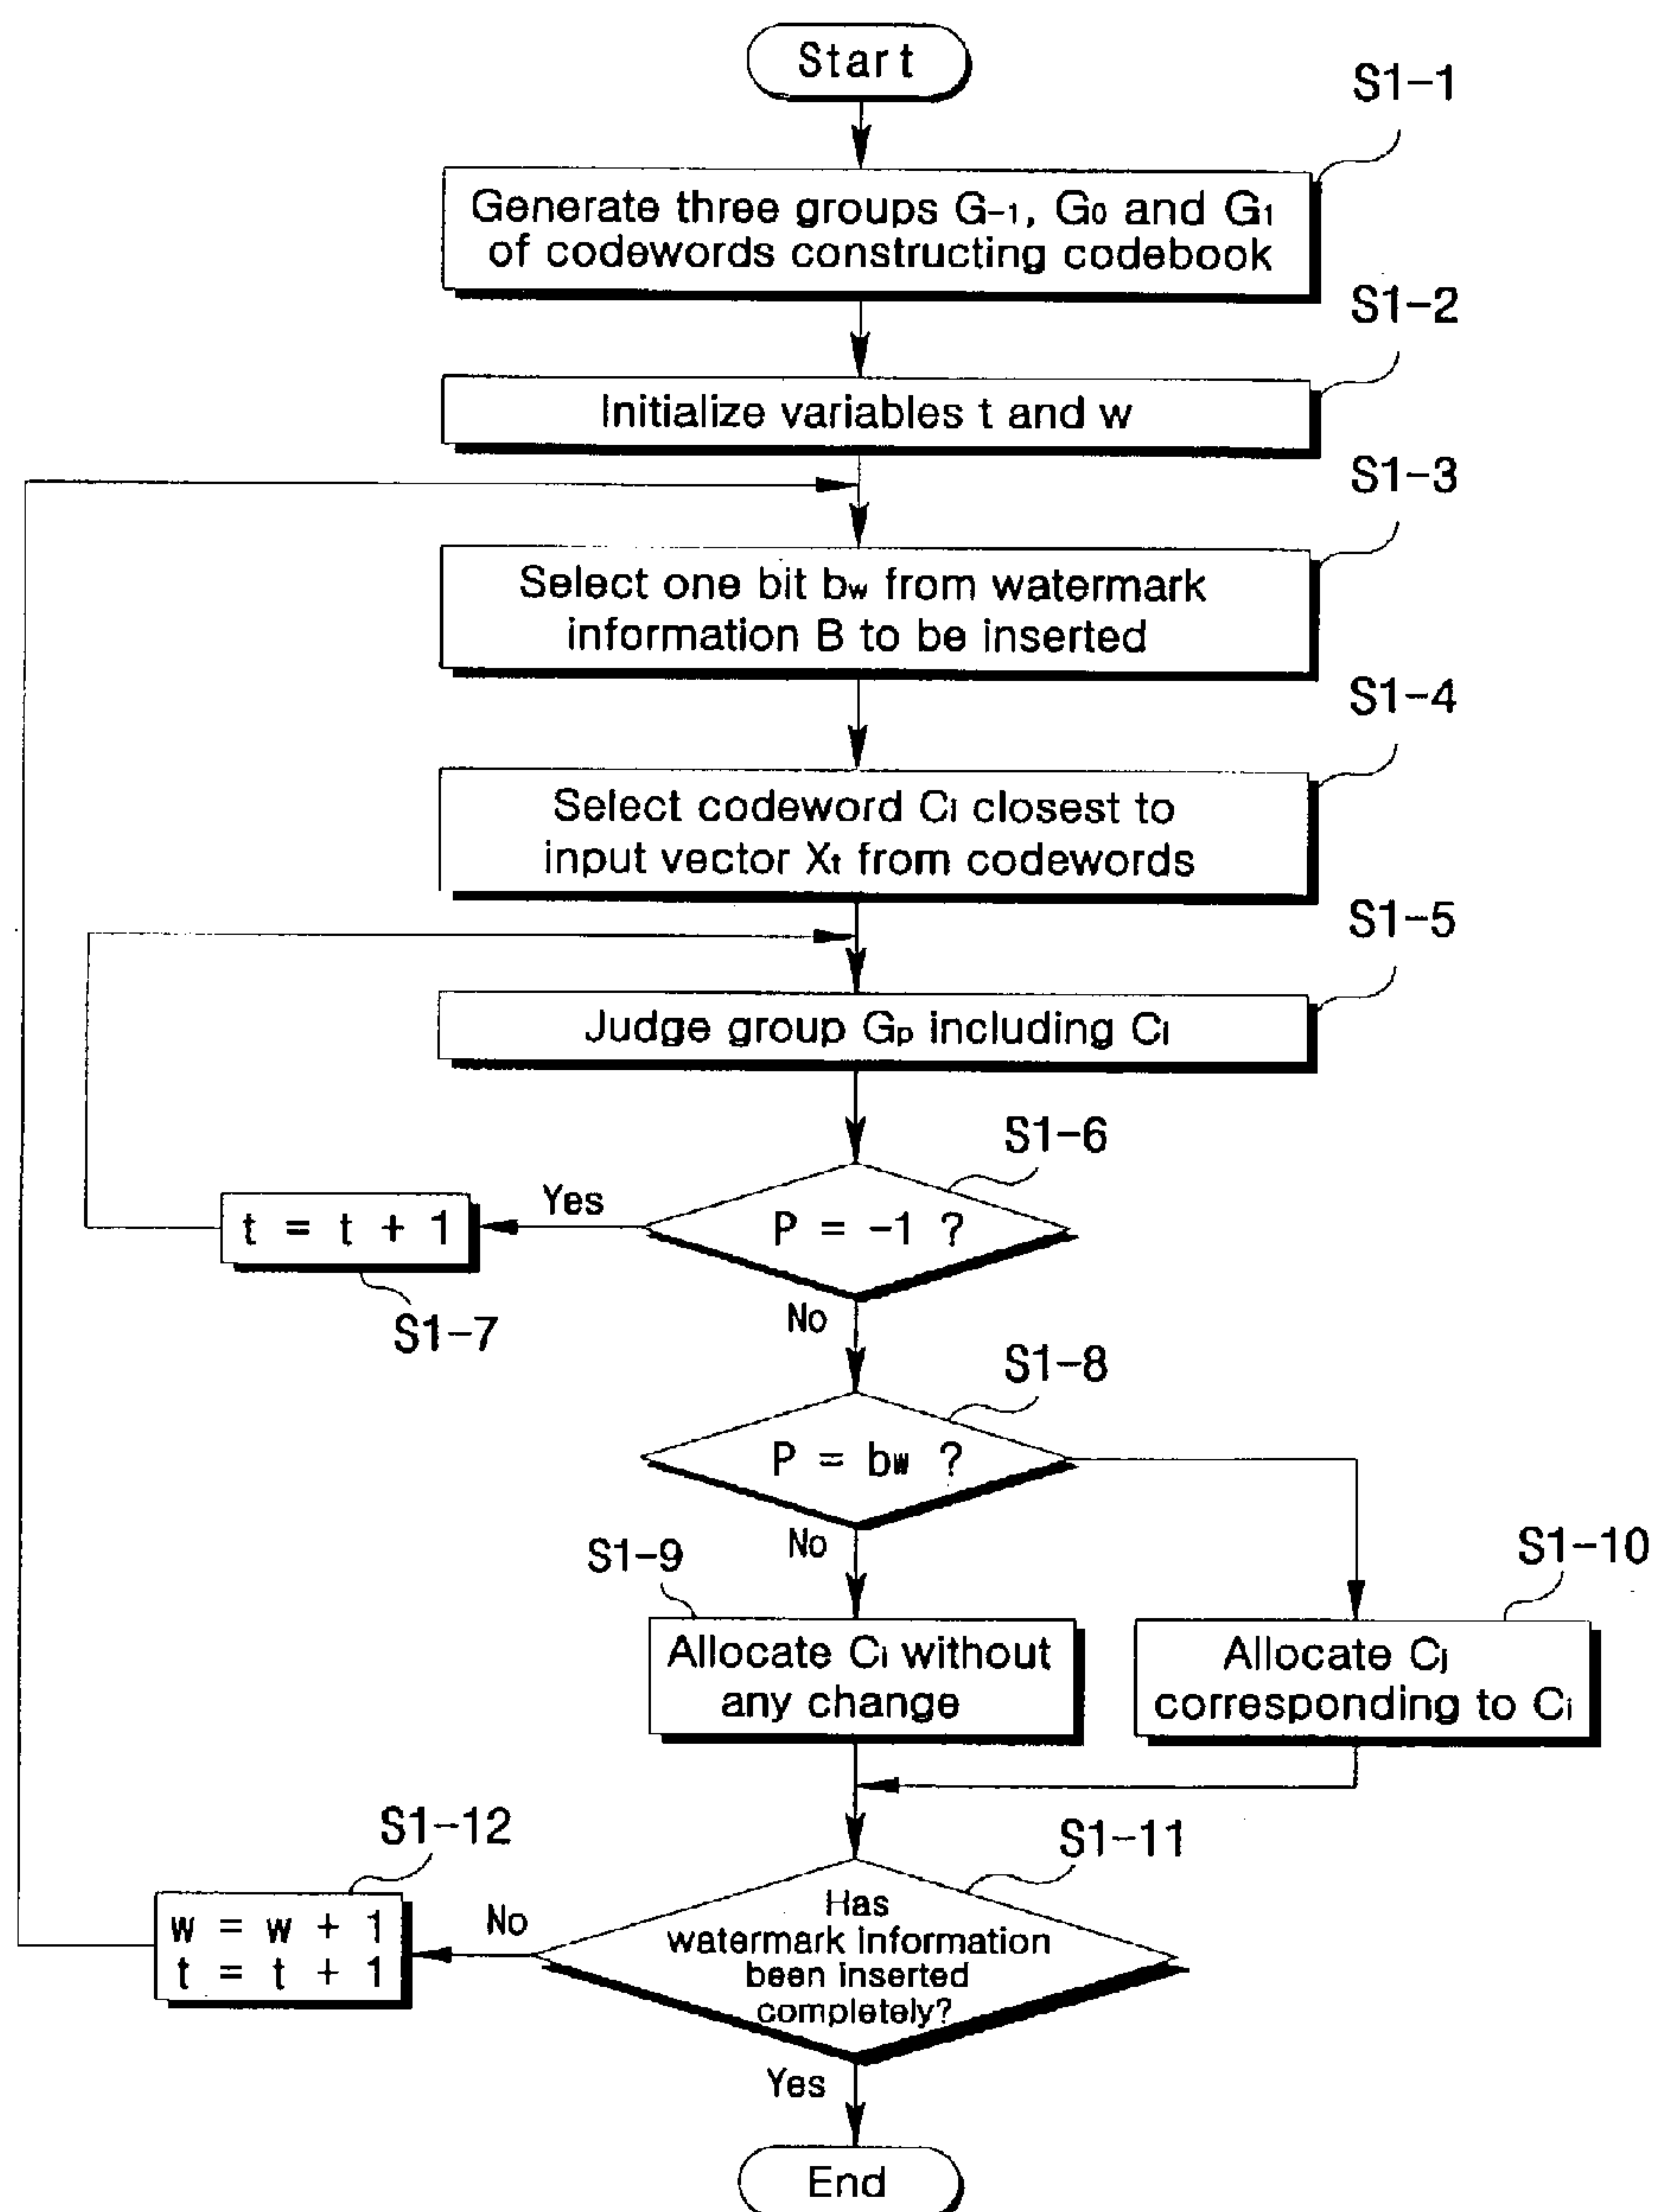 Start
S1-1
Generate three groups G-1, G0 and G1
of codewords constructing codebook
S1-2
Initialize variables t and w
S1-3
Select one bit bw from watermark
information B to be inserted
S1-4
Select codeword Ci closest to
input vector Xt from codewords
S1-5
Judge group Gp including Ci
S1-6
P = -1 ?
Yes
t = t + 1
S1-7
No
S1-8
P = bw ?
No
S1-9
S1-10
Allocate Ci without
any change
Allocate Cj
corresponding to Ci
S1-12
S1-11
w = w + 1
t = t + 1
No
Has
watermark information
been inserted
completely?
Yes
End